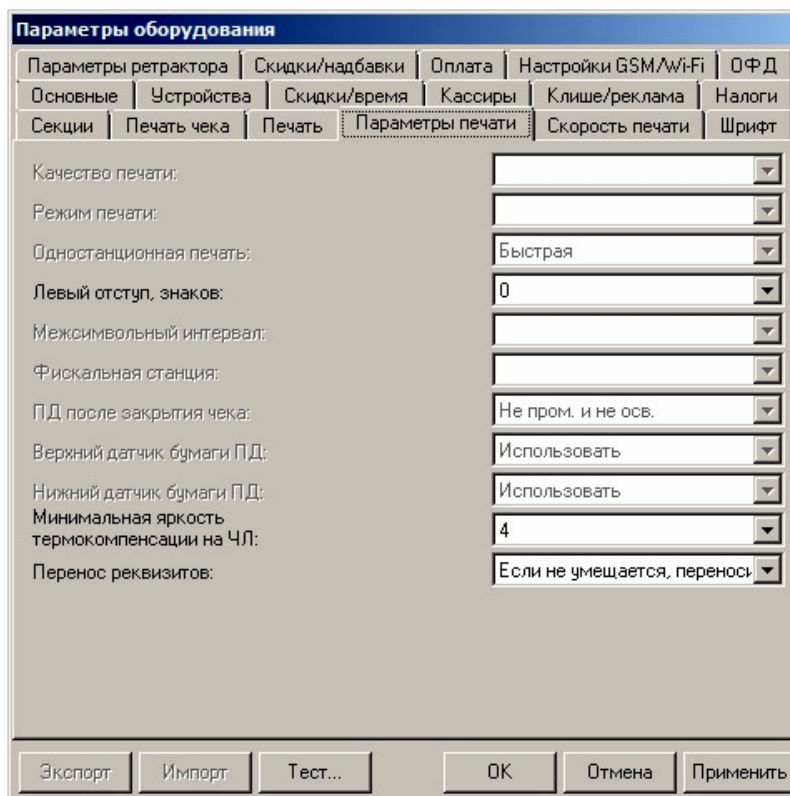 Параметры оборудования
Параметры ретрактора Скидки/надбавки Оплата Настройки GSM/Wi-Fi ОФД
Основные Устройства Скидки/время Кассиры Клише/реклама Налоги
Секции Печать чека Печать Параметры печати Скорость печати Шрифт
Качество печати:
Режим печати:
Одностанционная печать: Быстрая
Левый отступ, знаков: 0
Межсимвольный интервал:
Фискальная станция:
ПД после закрытия чека: Не пром. и не осв.
Верхний датчик бумаги ПД: Использовать
Нижний датчик бумаги ПД: Использовать
Минимальная яркость
термокомпенсации на ЧЛ: 4
Перенос реквизитов: Если не умещается, переноси
Экспорт Импорт Тест... OK Отмена Применить